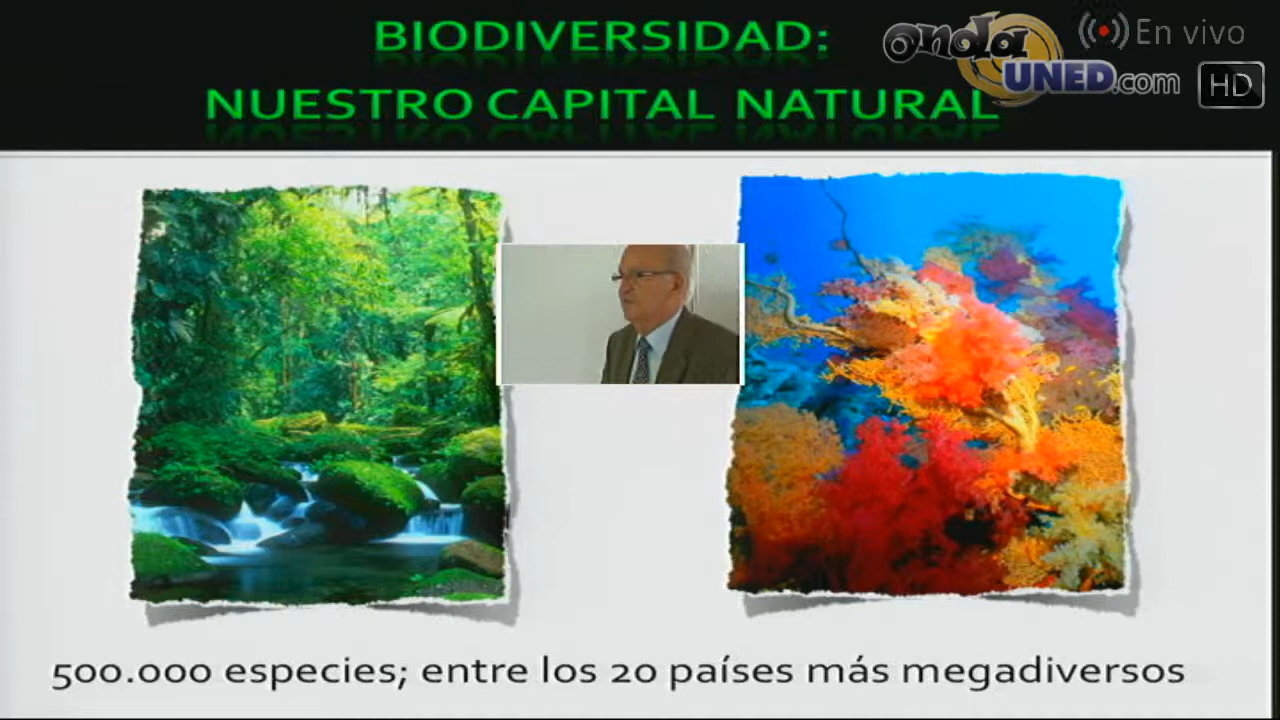 BIODIVERSIDAD:
NUESTRO CAPITAL NATURAL
onda
UNED.com
En vivo
HD
500.000 especies; entre los 20 países más megadiversos